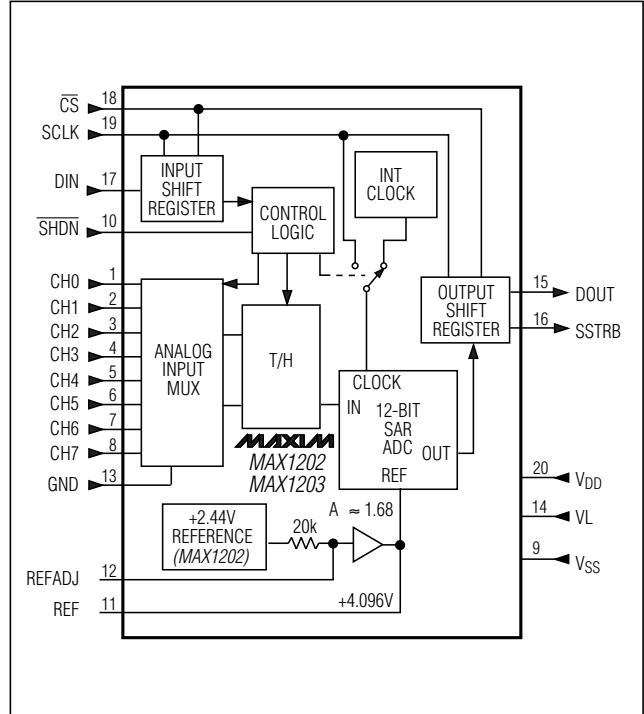 CS
18
SCLK
19
DIN
17
SHDN
10
INPUT
SHIFT
REGISTER
CONTROL
LOGIC
INT
CLOCK
CH0
1
CH1
2
CH2
3
CH3
4
CH4
5
CH5
6
CH6
7
CH7
8
GND
13
ANALOG
INPUT
MUX
T/H
CLOCK
IN
12-BIT
SAR
ADC
OUT
REF
OUTPUT
SHIFT
REGISTER
15
DOUT
16
SSTRB
MAXIM
MAX1202
MAX1203
20
VDD
14
VL
9
VSS
+2.44V
REFERENCE
(MAX1202)
20k
A ≈ 1.68
REFADJ
12
REF
11
+4.096V